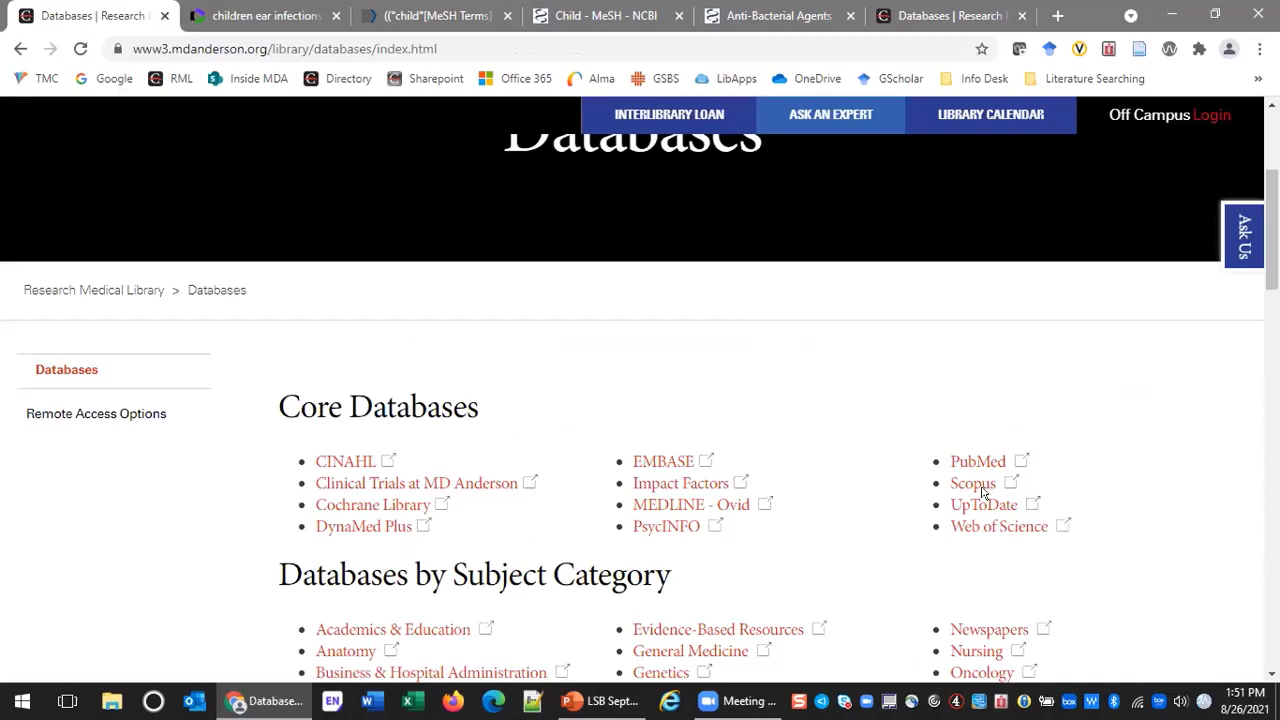 Databases | Research
children ear infections
(("child"[MeSH Terms]
Child - MeSH - NCBI
Anti-Bacterial Agents
Databases | Research
www3.mdanderson.org/library/databases/index.html
TMC
Google
RML
Inside MDA
Directory
Sharepoint
Office 365
Alma
GSBS
LibApps
OneDrive
GScholar
Info Desk
Literature Searching
»
INTERLIBRARY LOAN
ASK AN EXPERT
LIBRARY CALENDAR
Off Campus Login
Databases
Ask Us
Research Medical Library > Databases
Databases
Remote Access Options
Core Databases
CINAHL
Clinical Trials at MD Anderson
Cochrane Library
DynaMed Plus
EMBASE
Impact Factors
MEDLINE - Ovid
PsycINFO
PubMed
Scopus
UpToDate
Web of Science
Databases by Subject Category
Academics & Education
Anatomy
Business & Hospital Administration
Evidence-Based Resources
General Medicine
Genetics
Newspapers
Nursing
Oncology
Database...
EN
LSB Sept...
Meeting ...
1:51 PM
8/26/2021